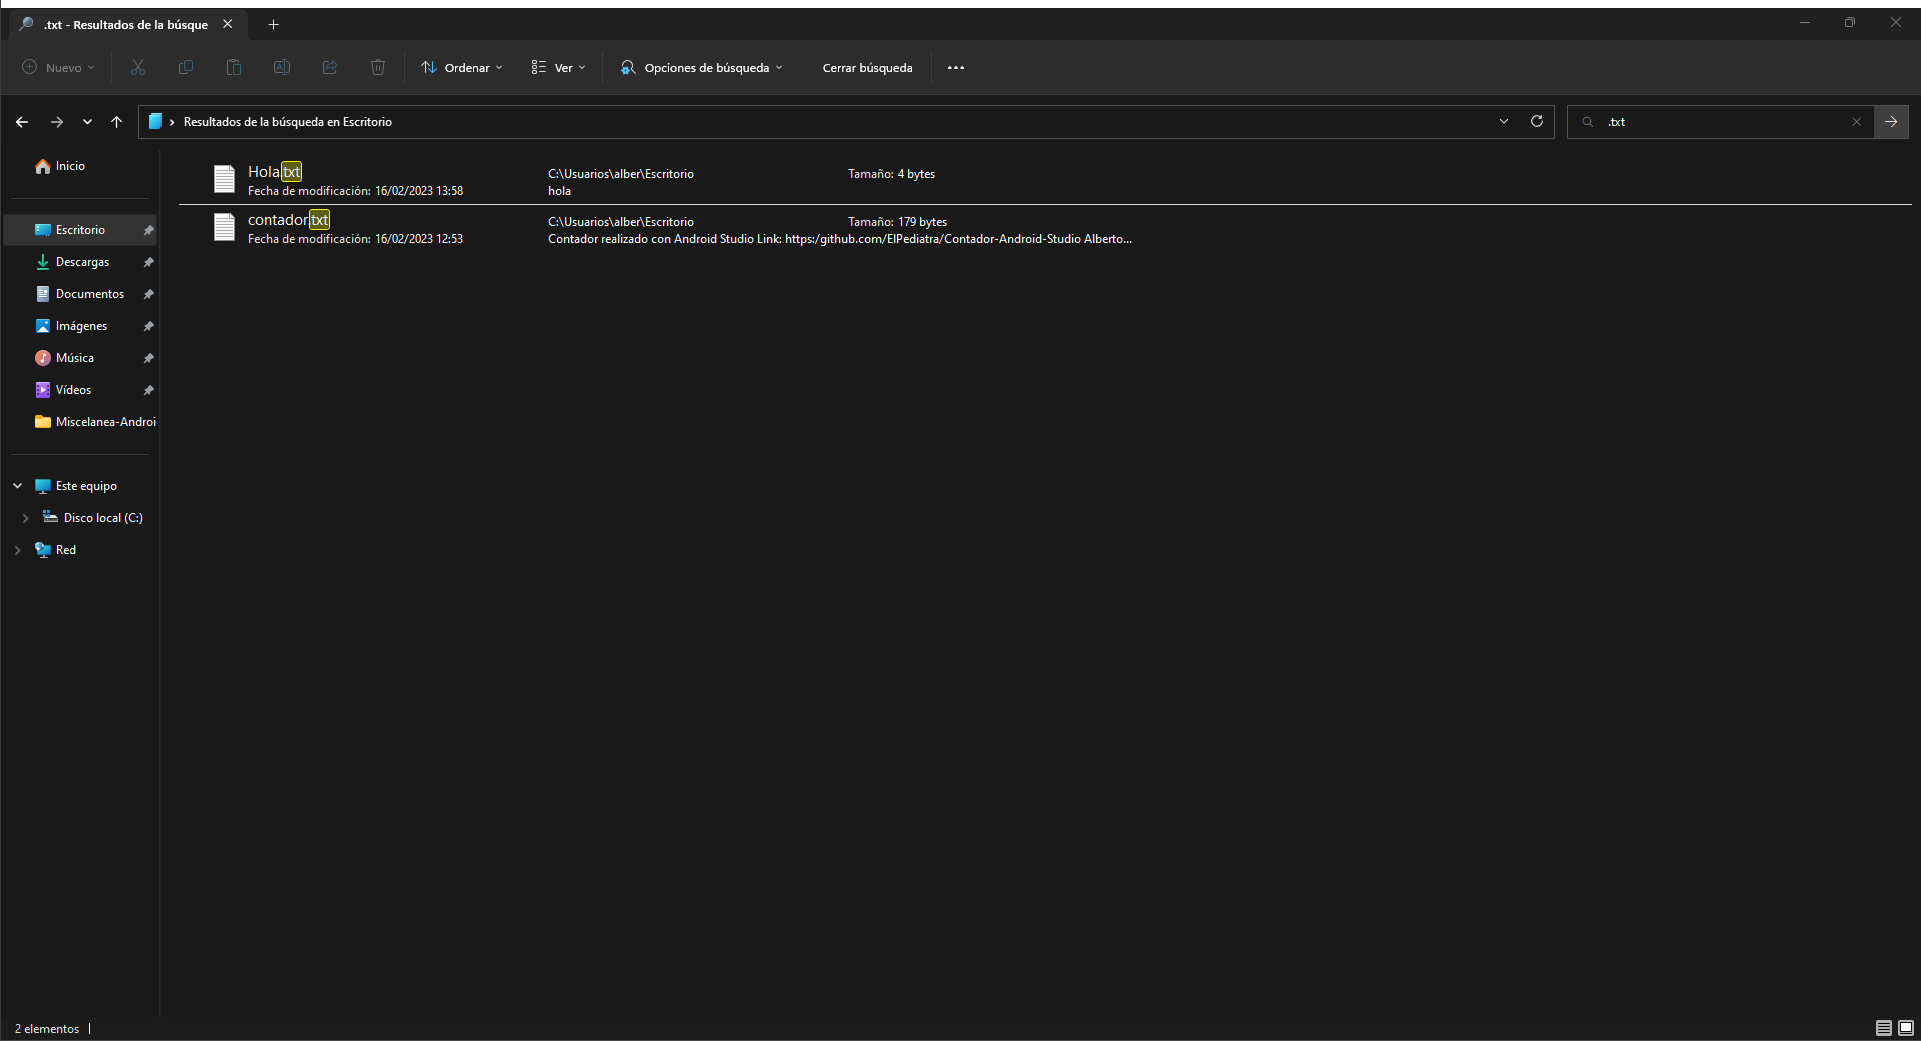 .txt - Resultados de la búsque
Nuevo
Ordenar
Ver
Opciones de búsqueda
Cerrar búsqueda
Resultados de la búsqueda en Escritorio
.txt
Inicio
Escritorio
Descargas
Documentos
Imágenes
Música
Vídeos
Miscelanea-Androi
Este equipo
Disco local (C:)
Red
Hola.txt
Fecha de modificación: 16/02/2023 13:58
C:\Usuarios\alber\Escritorio
hola
Tamaño: 4 bytes
contador.txt
Fecha de modificación: 16/02/2023 12:53
C:\Usuarios\alber\Escritorio
Contador realizado con Android Studio Link: https:/github.com/ElPediatra/Contador-Android-Studio Alberto...
Tamaño: 179 bytes
2 elementos